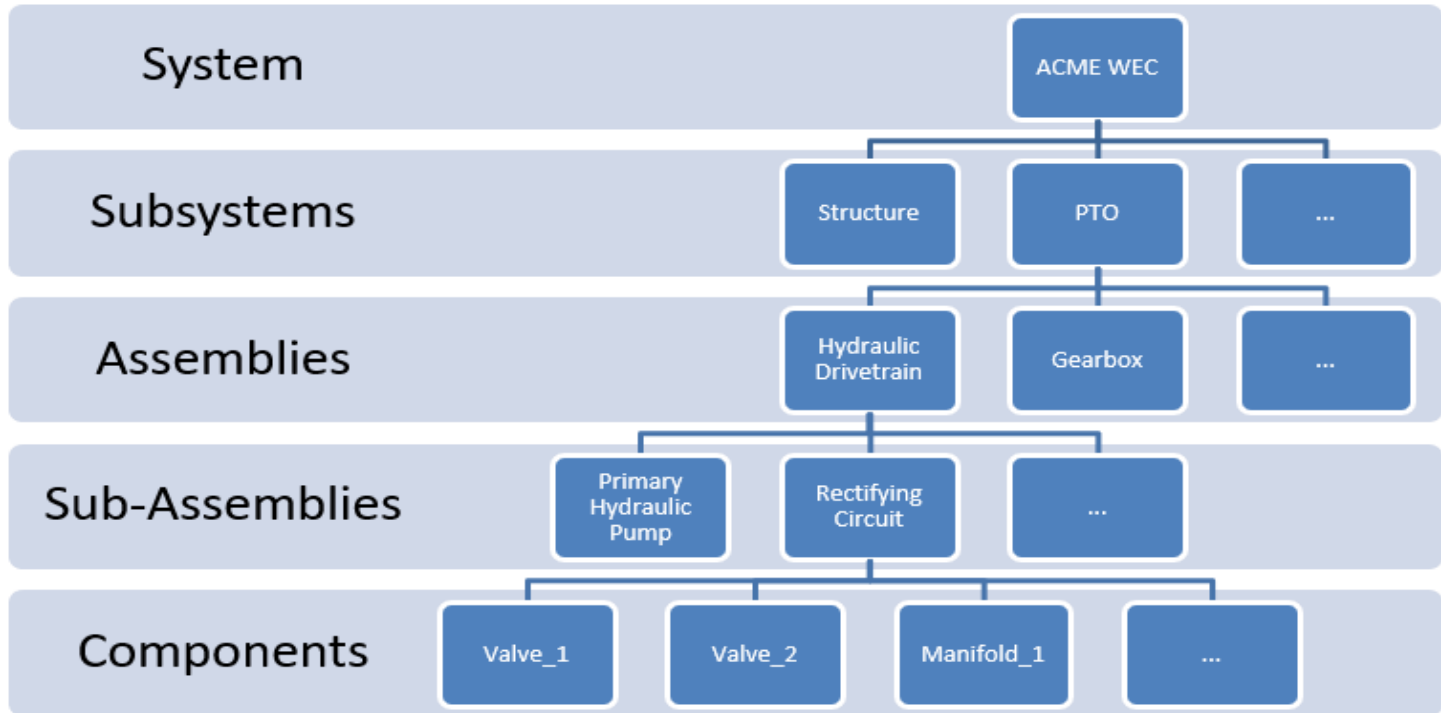 System
ACME WEC
Subsystems
Structure
PTO
...
Assemblies
Hydraulic
Drivetrain
Gearbox
...
Sub-Assemblies
Primary
Hydraulic
Pump
Rectifying
Circuit
...
Components
Valve_1
Valve_2
Manifold_1
...